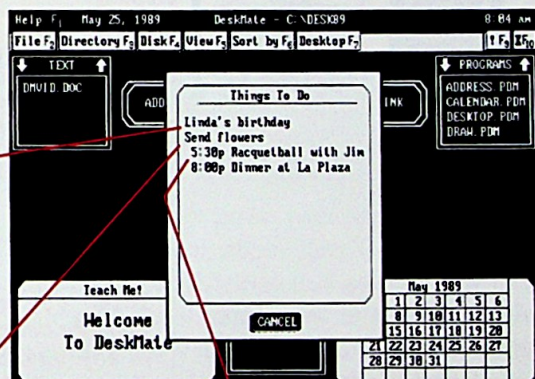 Help F1 May 25, 1989 DeskMate - C:\DESK89 8:04 AM
File F2 Directory F3 Disk F4 View F5 Sort by F6 Desktop F7 ? F9 F10
TEXT
DMVID.DOC
ADD
INK
PROGRAMS
ADDRESS.PDM
CALENDAR.PDM
DESKTOP.PDM
DRAW.PDM
Things To Do
Linda's birthday
Send flowers
5:30p Racquetball with Jim
8:00p Dinner at La Plaza
CANCEL
Teach Me!
Welcome
To DeskMate
May 1989
1 2 3 4 5 6
8 9 10 11 12 13
15 16 17 18 19 20
21 22 23 24 25 26 27
28 29 30 31